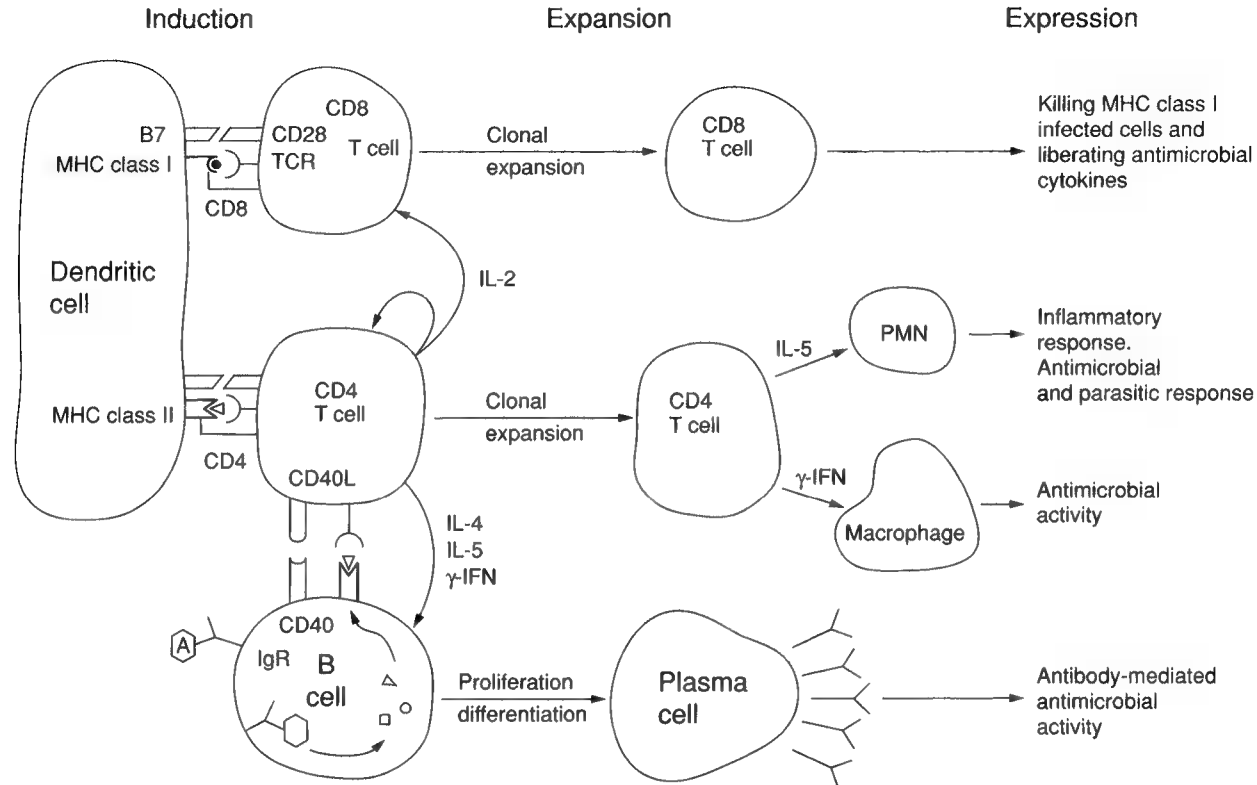 Induction
Expansion
Expression
B7
MHC class I
CD8
CD28
TCR
T cell
CD8
Clonal
expansion
CD8
T cell
Killing MHC class I
infected cells and
liberating antimicrobial
cytokines
Dendritic
cell
IL-2
MHC class II
CD4
CD4
T cell
CD40L
Clonal
expansion
CD4
T cell
IL-5
PMN
Inflammatory
response.
Antimicrobial
and parasitic response
γ-IFN
Macrophage
Antimicrobial
activity
IL-4
IL-5
γ-IFN
A
CD40
IgR
B
cell
Proliferation
differentiation
Plasma
cell
Antibody-mediated
antimicrobial
activity